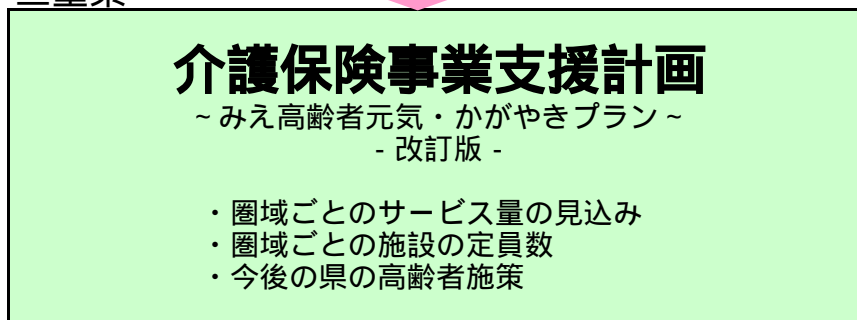 介護保険事業支援計画
~みえ高齢者元気・かがやきプラン~
- 改訂版 -
・圏域ごとのサービス量の見込み
・圏域ごとの施設の定員数
・今後の県の高齢者施策